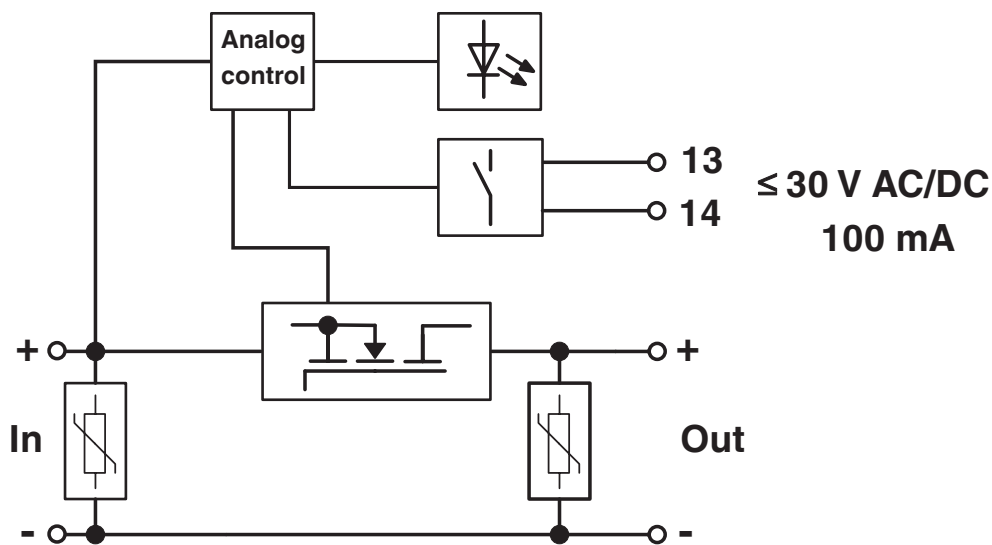 Analog
control
13
14
≤ 30 V AC/DC
100 mA
+
+
In
Out
-
-